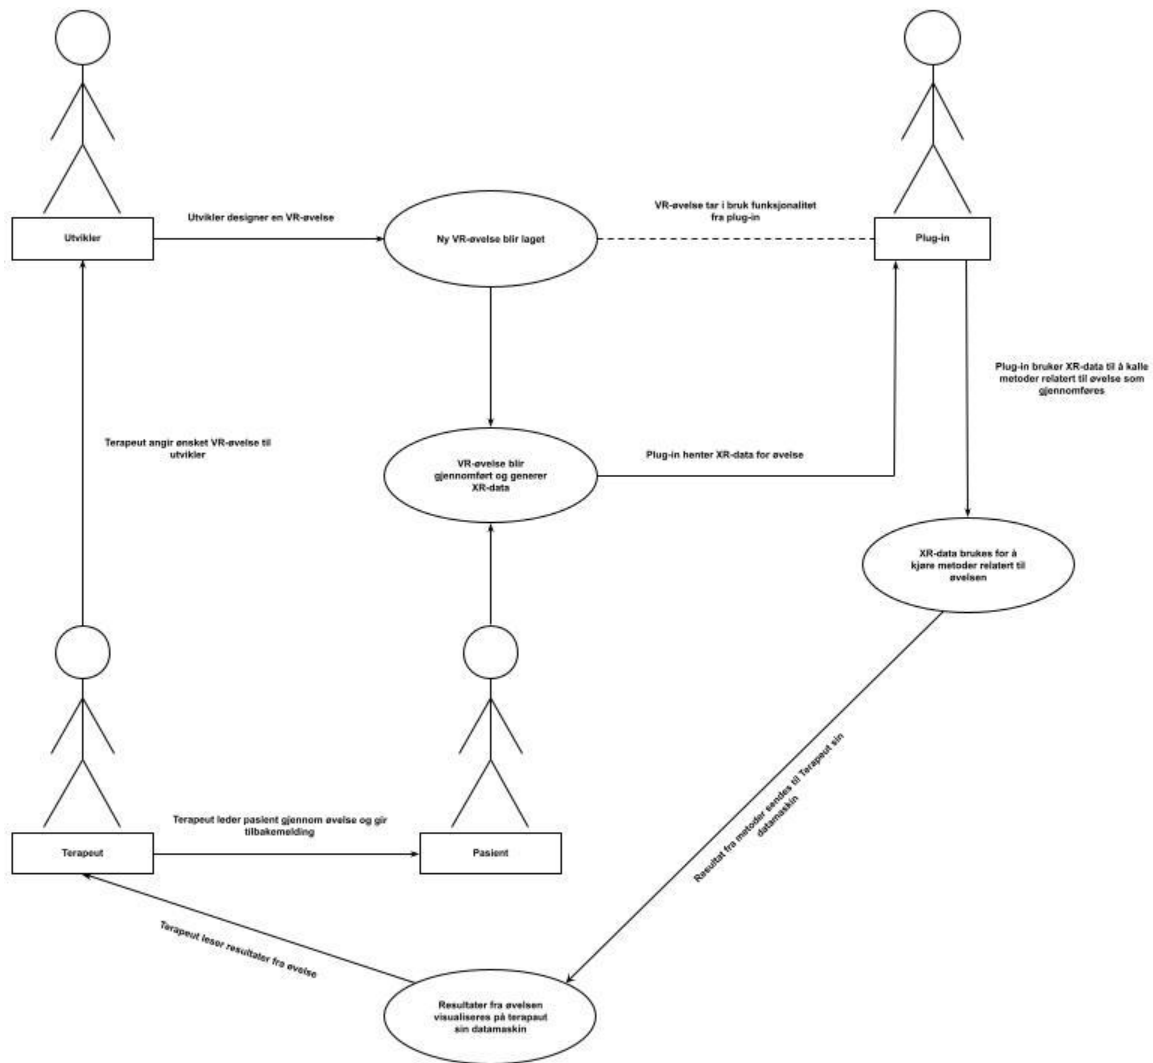 Utvikler designer en VR-øvelse
VR-øvelse tar i bruk funksjonalitet
fra plug-in
Utvikler
Ny VR-øvelse blir laget
Plug-in
Plug-in bruker XR-data til å kalle
metoder relatert til øvelse som
gjennomføres
Terapeut angir ønsket VR-øvelse til
utvikler
VR-øvelse blir
gjennomført og generer
XR-data
Plug-in henter XR-data for øvelse
XR-data brukes for å
kjøre metoder relatert til
øvelsen
Resultat fra metoder sendes til Terapeut sin
datamaskin
Terapeut leder pasient gjennom øvelse og gir
tilbakemelding
Terapeut
Pasient
Terapeut leser resultater fra øvelse
Resultater fra øvelsen
visualiseres på terapaut
sin datamaskin